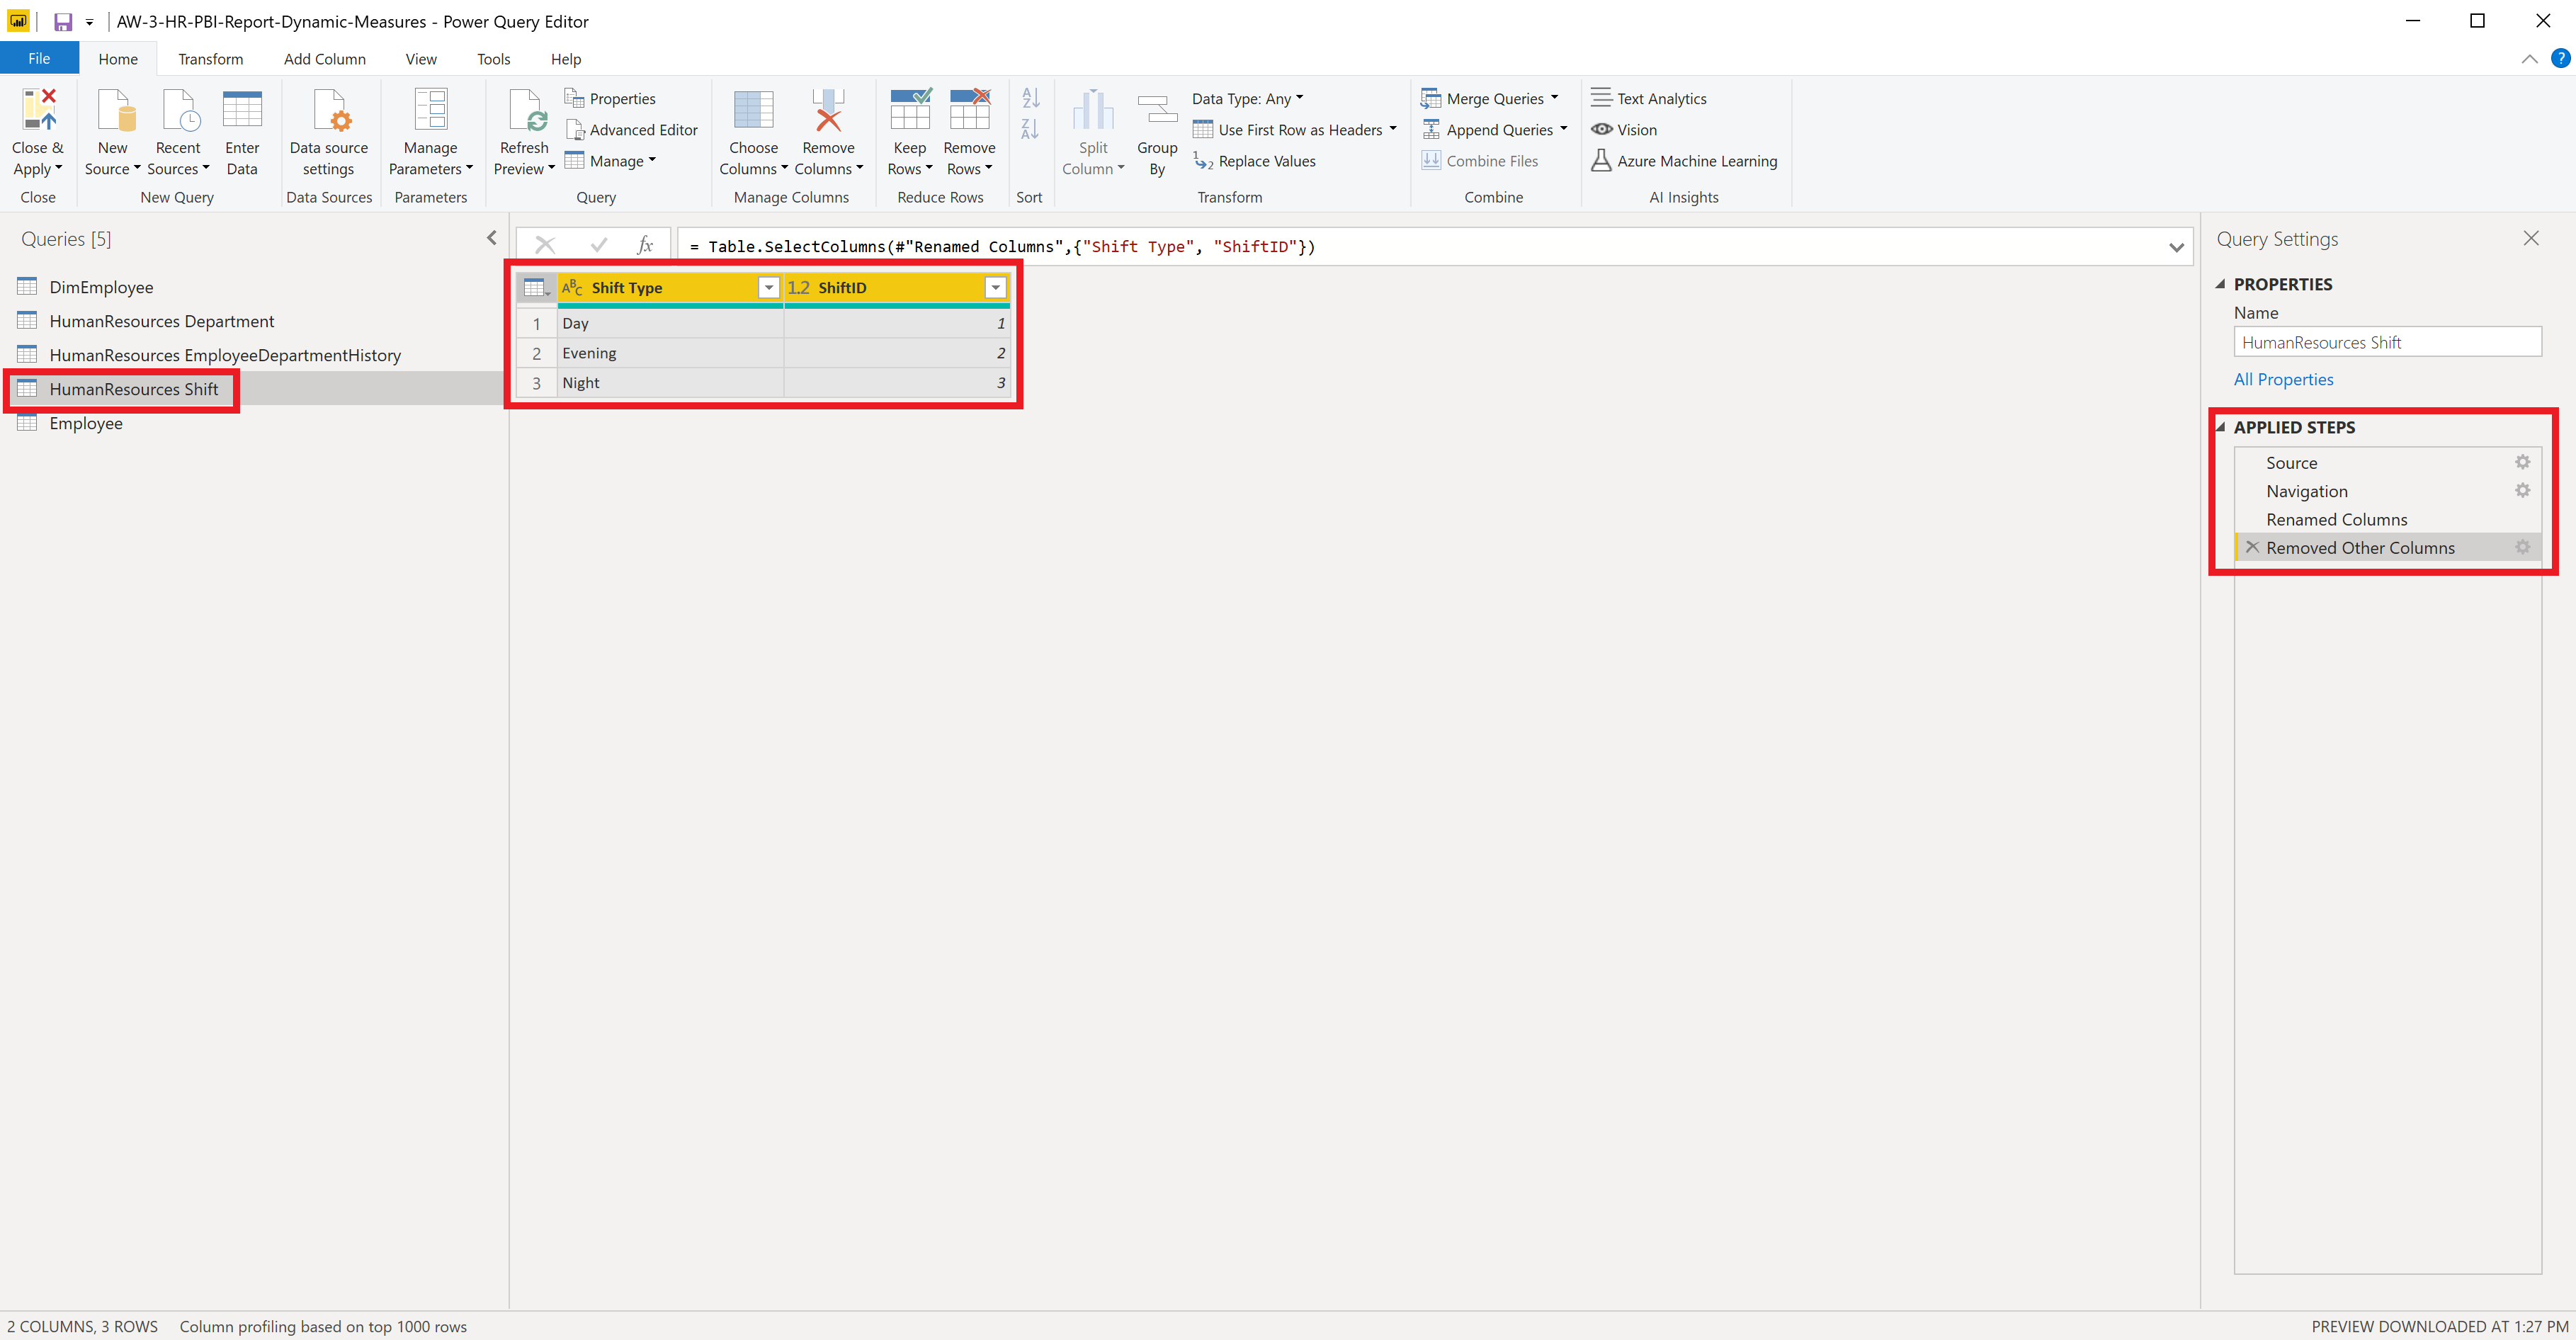 AW-3-HR-PBI-Report-Dynamic-Measures - Power Query Editor
File Home Transform Add Column View Tools Help
Close & Apply
Close
New Source
Recent Sources
Enter Data
New Query
Data source settings
Data Sources
Manage Parameters
Parameters
Refresh Preview
Properties
Advanced Editor
Manage
Query
Choose Columns
Remove Columns
Manage Columns
Keep Rows
Remove Rows
Reduce Rows
Sort
Split Column
Group By
Data Type: Any
Use First Row as Headers
Replace Values
Transform
Merge Queries
Append Queries
Combine Files
Combine
Text Analytics
Vision
Azure Machine Learning
AI Insights
Queries [5]
DimEmployee
HumanResources Department
HumanResources EmployeeDepartmentHistory
HumanResources Shift
Employee
fx = Table.SelectColumns(#"Renamed Columns",{"Shift Type", "ShiftID"})
ABC Shift Type 1.2 ShiftID
1 Day 1
2 Evening 2
3 Night 3
Query Settings
PROPERTIES
Name
HumanResources Shift
All Properties
APPLIED STEPS
Source
Navigation
Renamed Columns
Removed Other Columns
2 COLUMNS, 3 ROWS Column profiling based on top 1000 rows
PREVIEW DOWNLOADED AT 1:27 PM